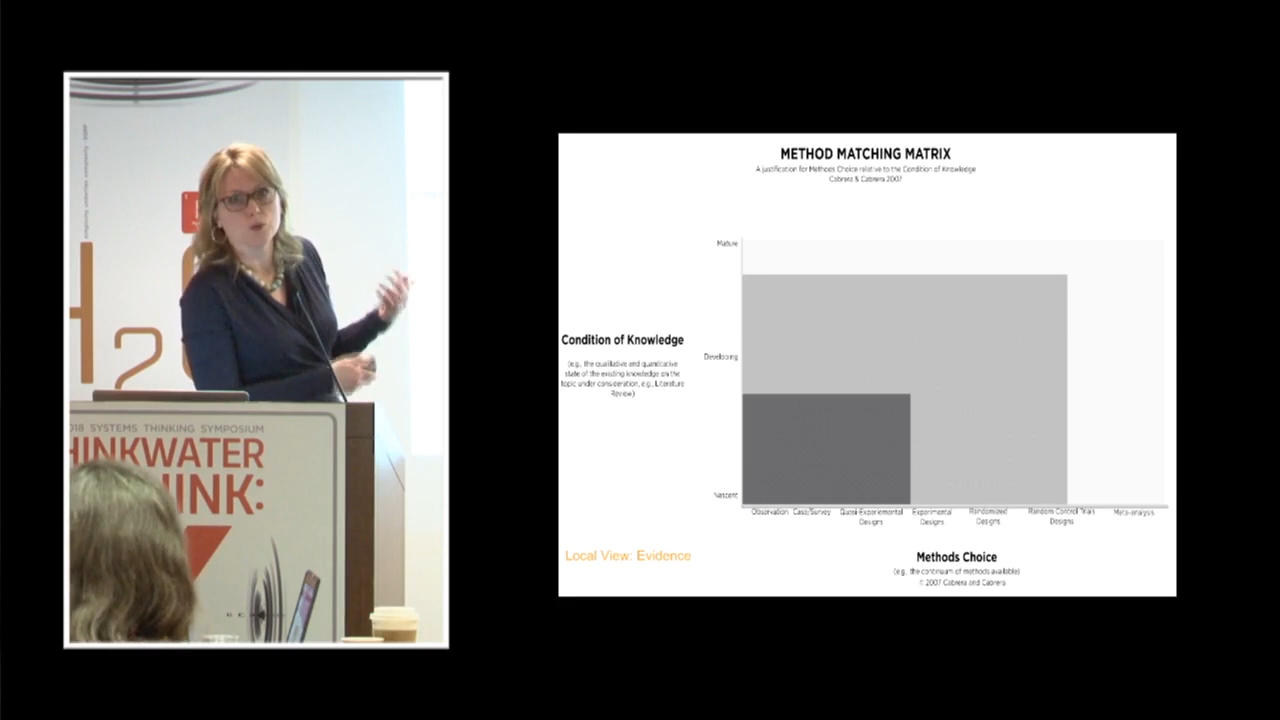 H2
018 SYSTEMS THINKING SYMPOSIUM
HINKWATER
INK:
METHOD MATCHING MATRIX
A justification for Methods Choice relative to the Condition of Knowledge
Cabrera & Cabrera 2007
Mature
Developing
Nascent
Condition of Knowledge
(e.g., the qualitative and quantitative
state of the existing knowledge on the
topic under consideration, e.g., Literature
Review)
Observation Case/Survey Quasi-Experiemental Experimental Randomized Random Control Trials Meta-analysis
Designs Designs Designs Designs
Local View: Evidence
Methods Choice
(e.g., the continuum of methods available)
© 2007 Cabrera and Cabrera